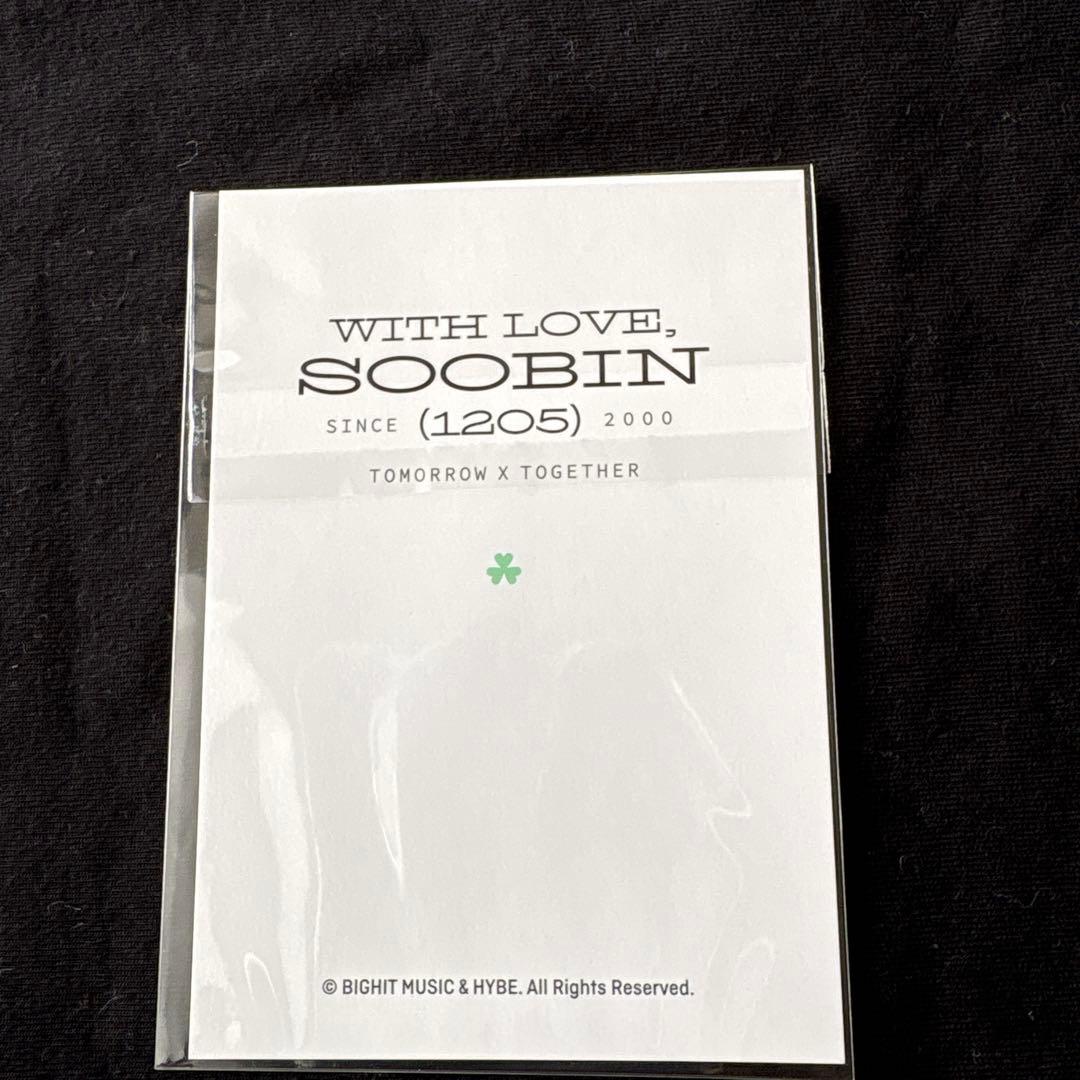 WITH LOVE,
SOOBIN
SINCE (1205) 2000
TOMORROW X TOGETHER
© BIGHIT MUSIC & HYBE. All Rights Reserved.